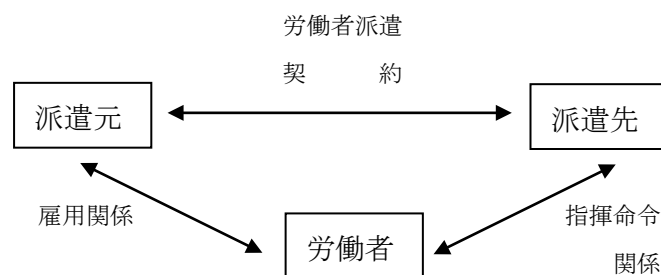 労働者派遣
契　　約
派遣元
派遣先
雇用関係
指揮命令
関係
労働者